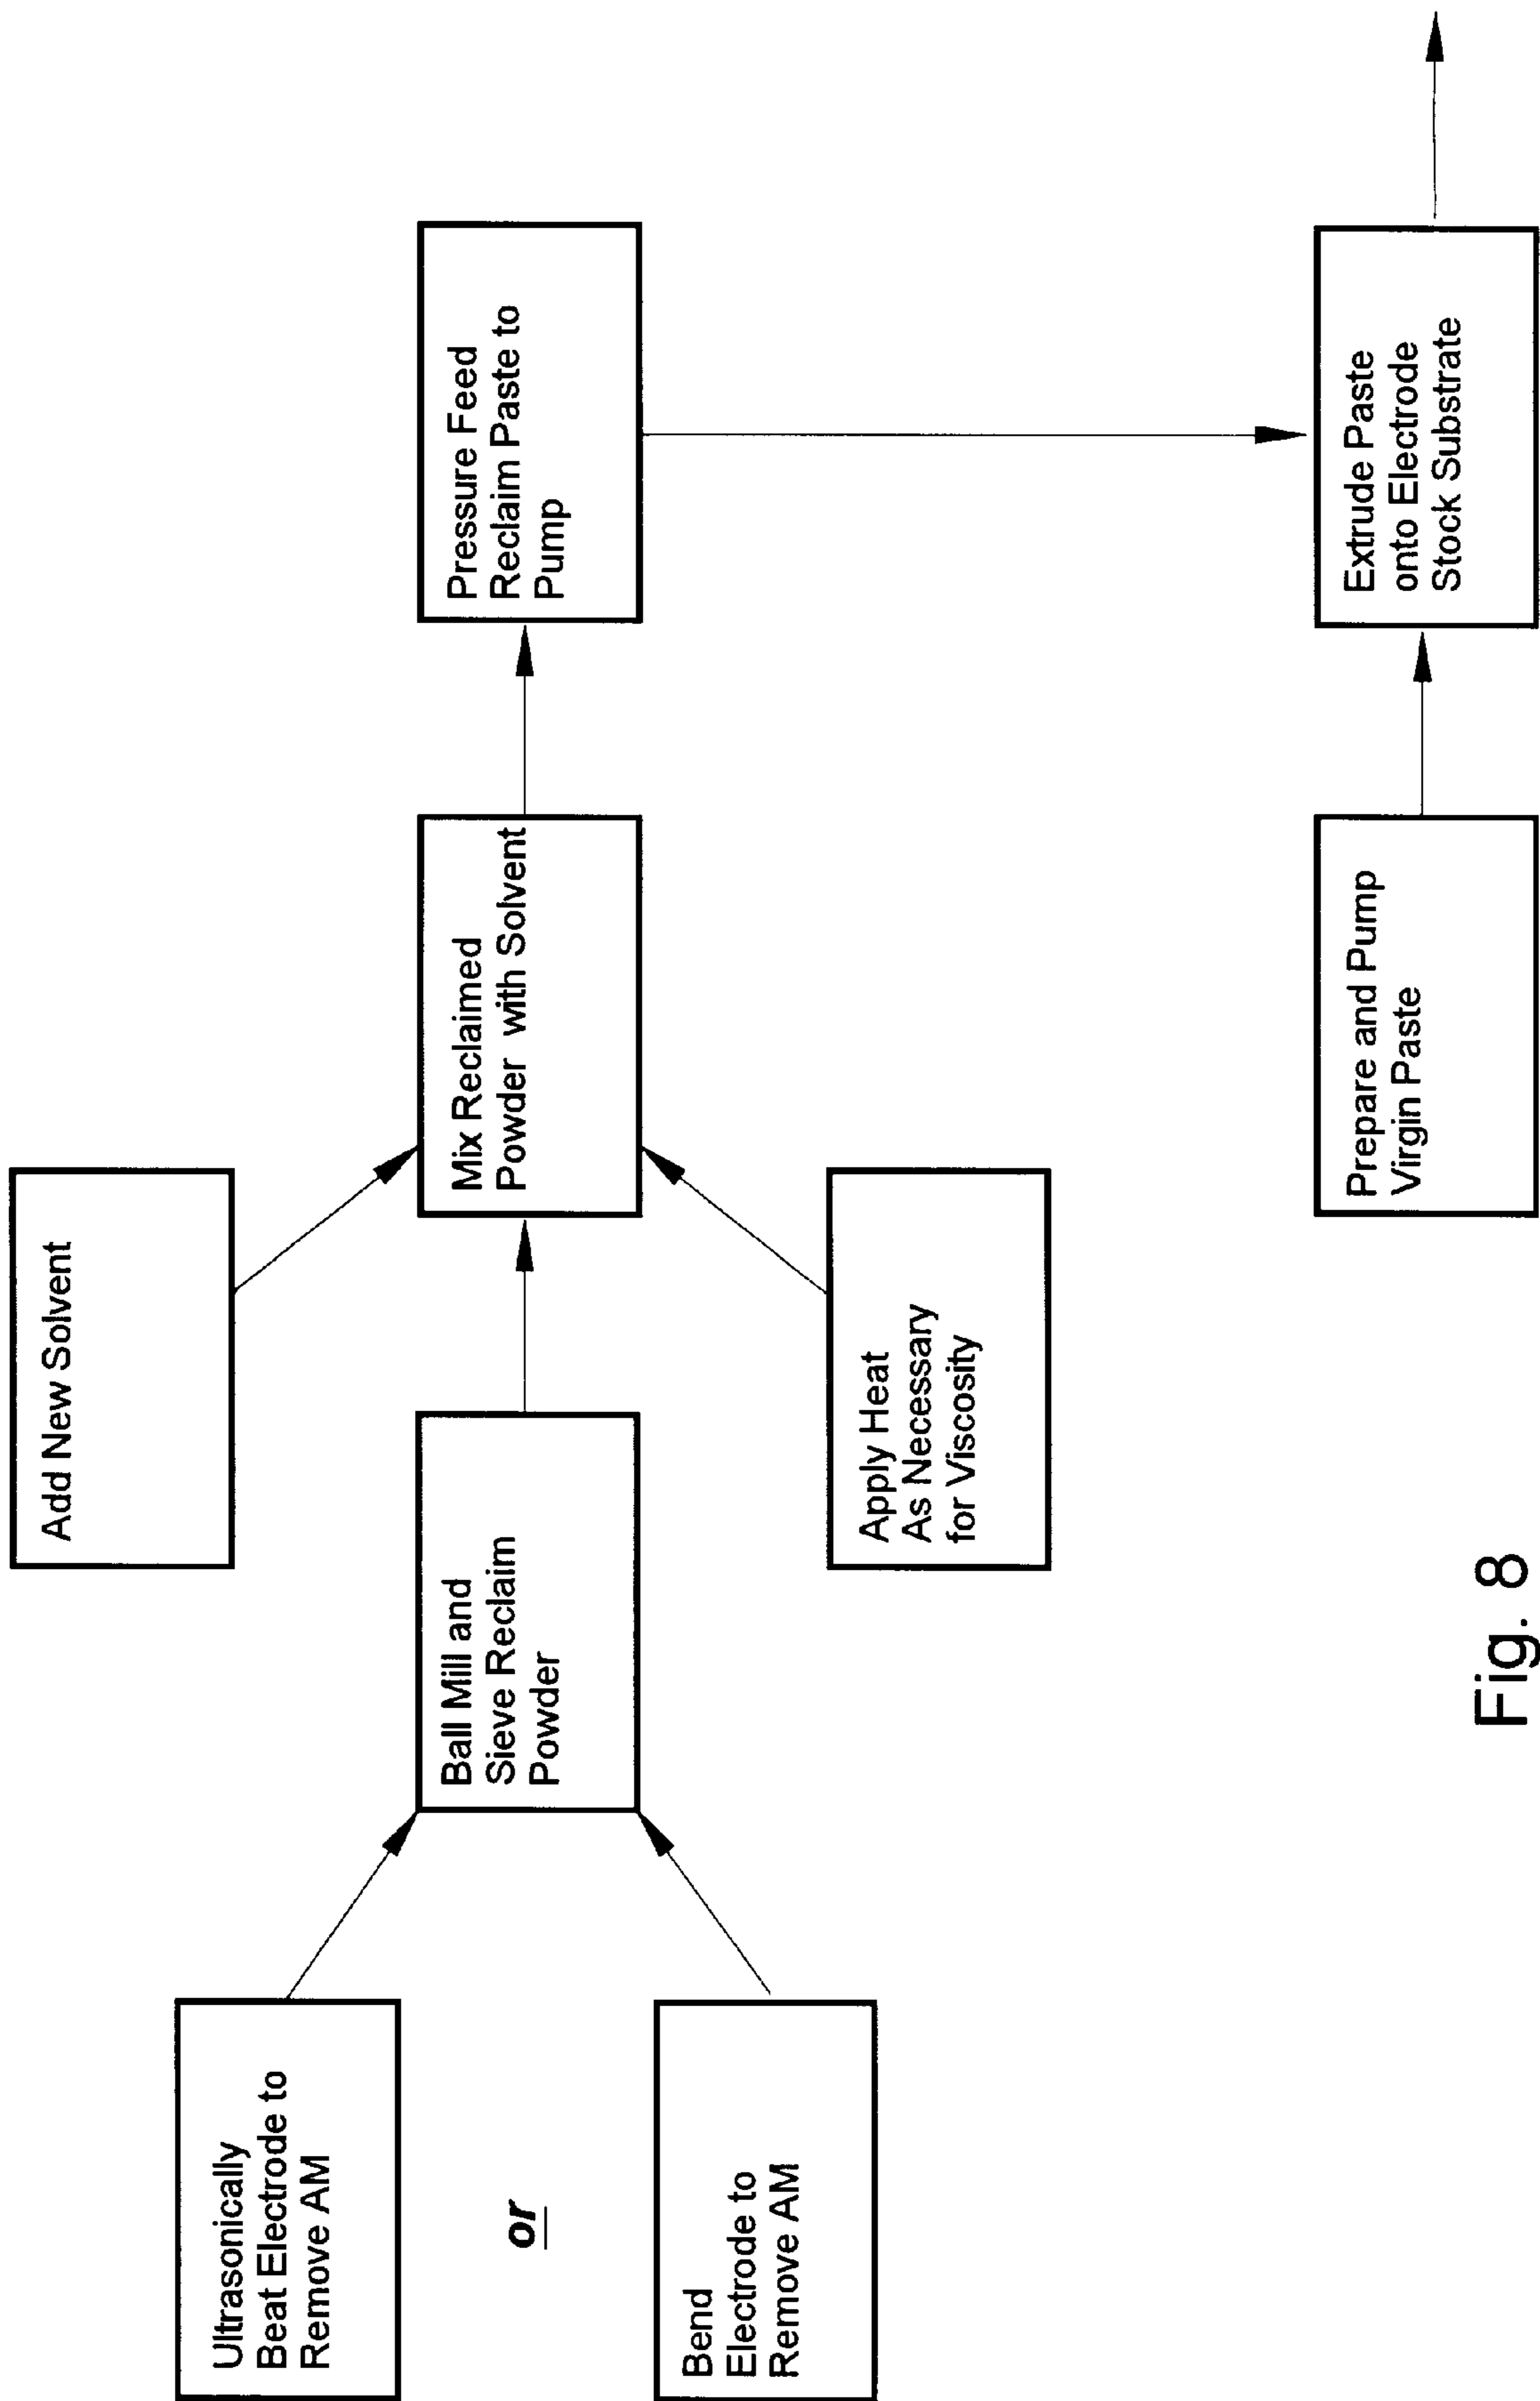 Ultrasonically
Beat Electrode to
Remove AM
or
Bend
Electrode to
Remove AM
Ball Mill and
Sieve Reclaim
Powder
Add New Solvent
Apply Heat
As Necessary
for Viscosity
Mix Reclaimed
Powder with Solvent
Pressure Feed
Reclaim Paste to
Pump
Prepare and Pump
Virgin Paste
Extrude Paste
onto Electrode
Stock Substrate
Fig. 8